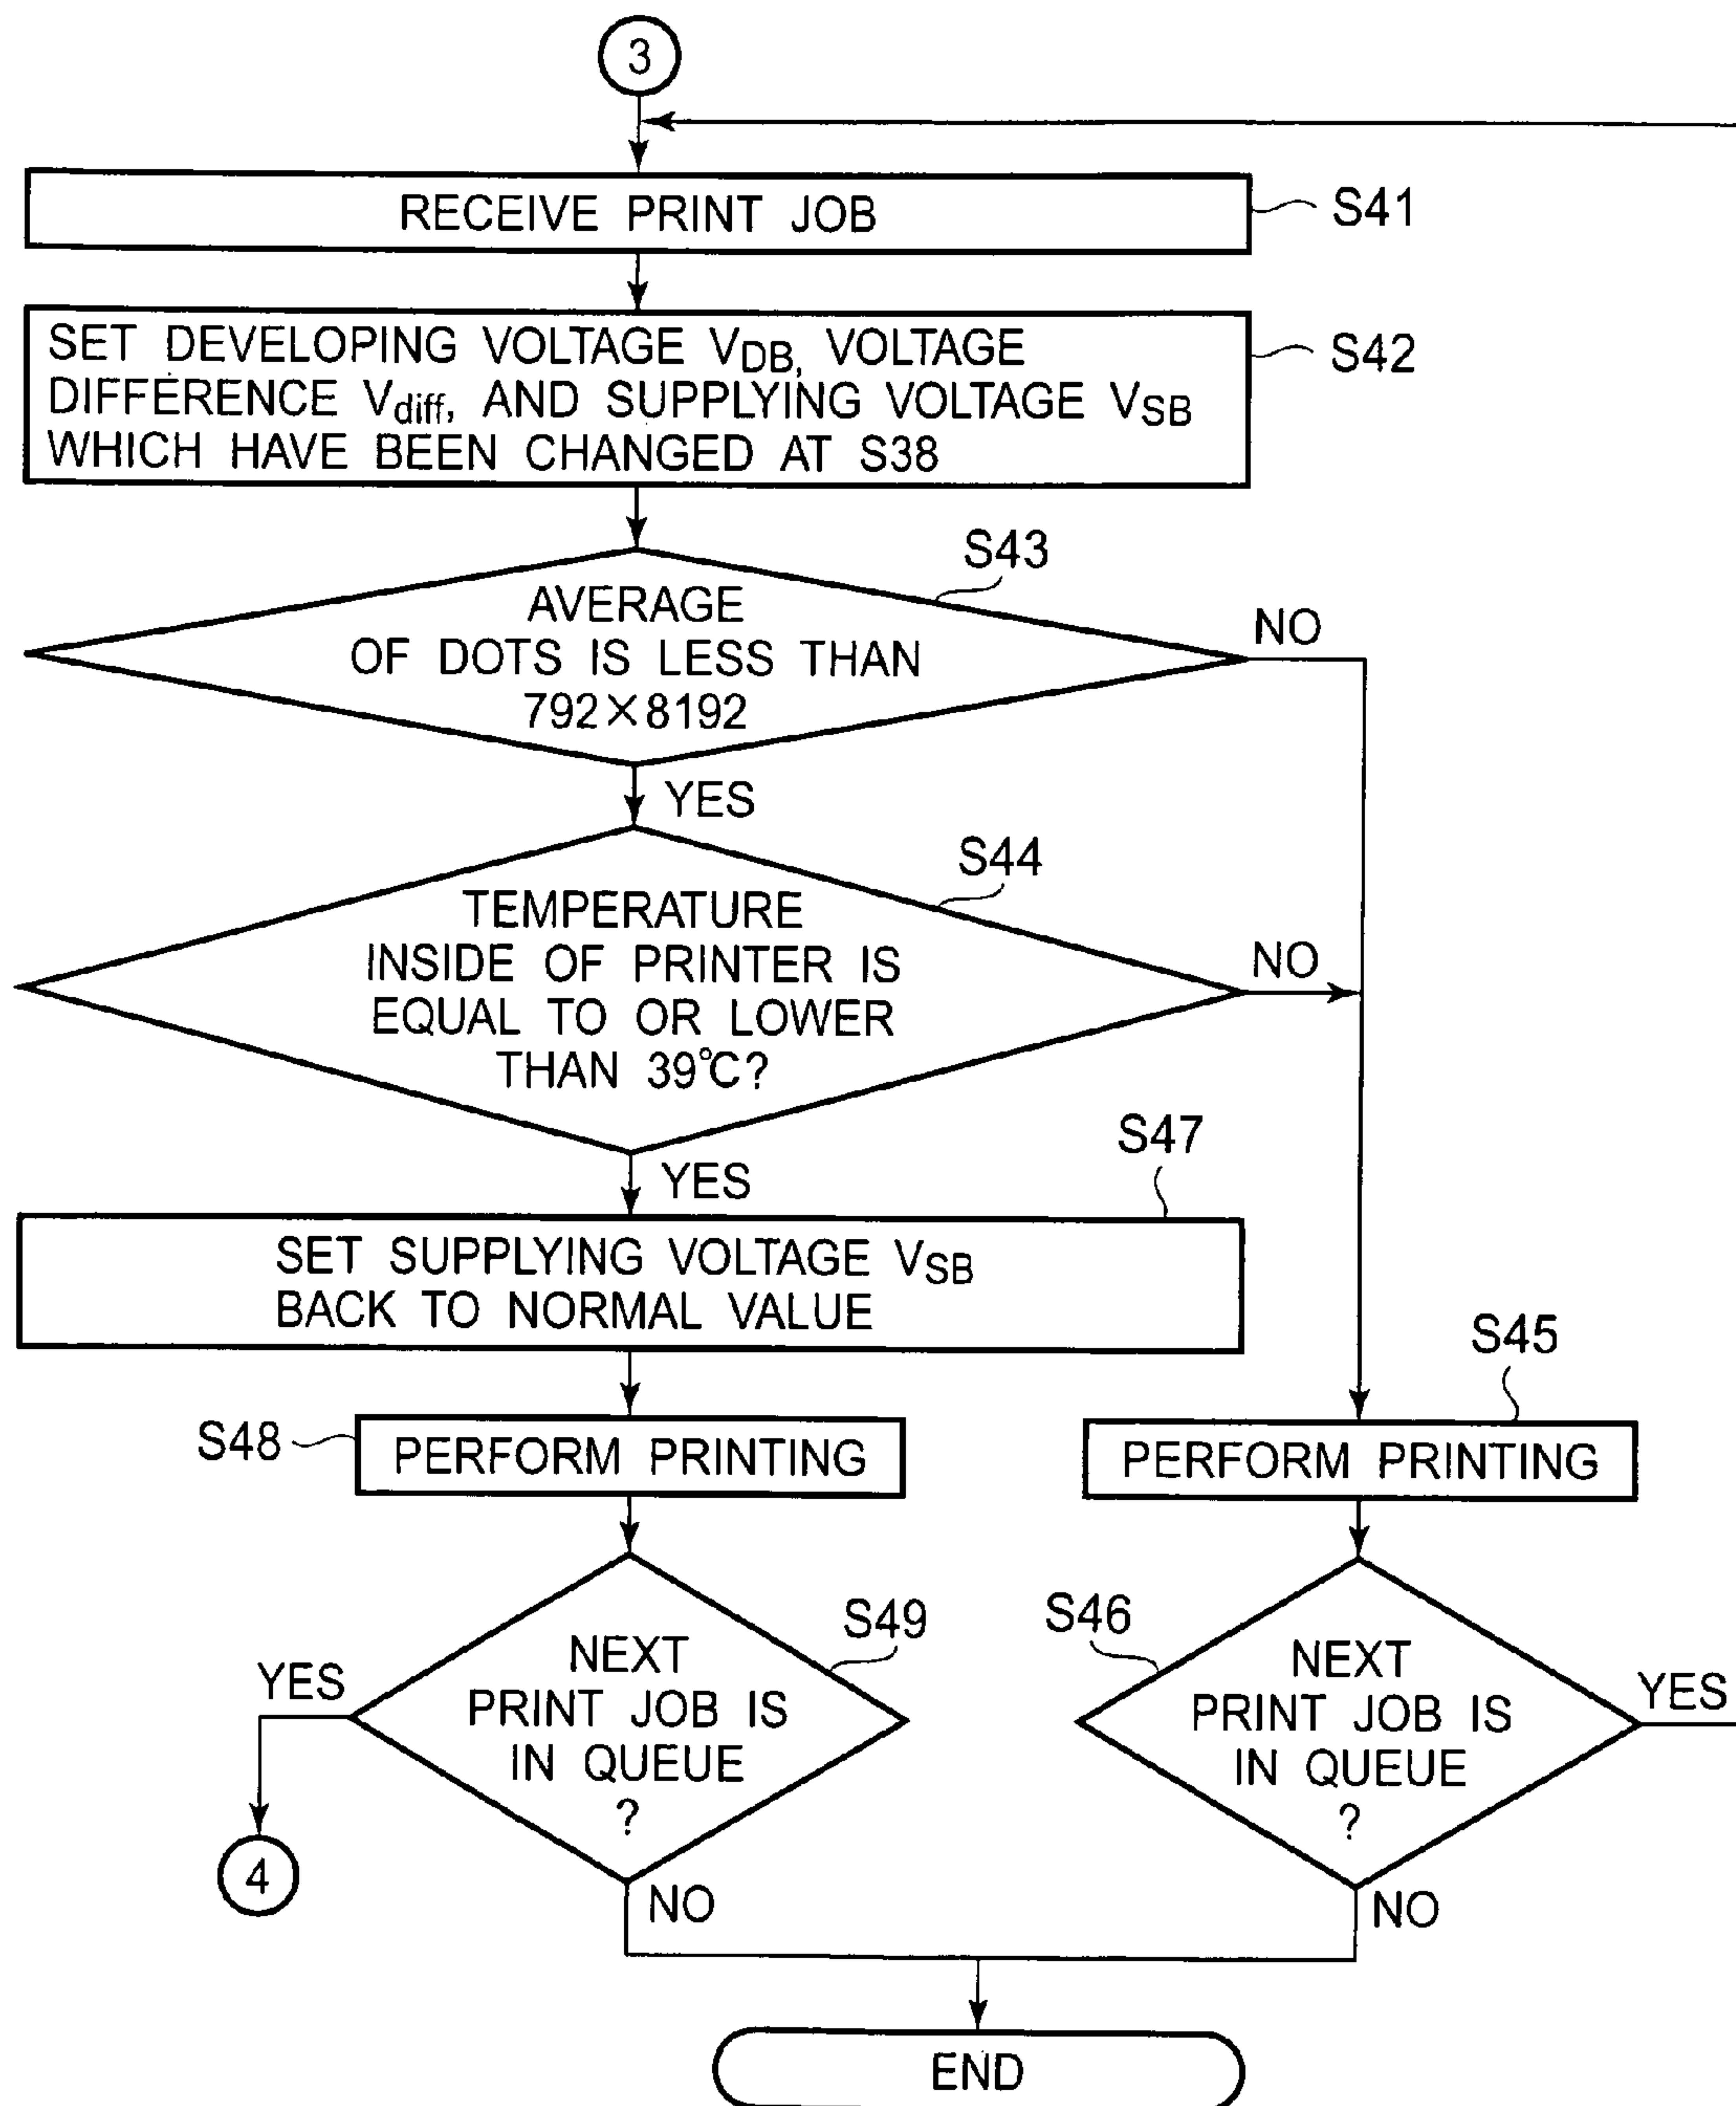 3
RECEIVE PRINT JOB
S41
SET DEVELOPING VOLTAGE VDB, VOLTAGE
DIFFERENCE Vdiff, AND SUPPLYING VOLTAGE VSB
WHICH HAVE BEEN CHANGED AT S38
S42
S43
AVERAGE
OF DOTS IS LESS THAN
792×8192
NO
YES
S44
TEMPERATURE
INSIDE OF PRINTER IS
EQUAL TO OR LOWER
THAN 39°C?
NO
YES
S47
SET SUPPLYING VOLTAGE VSB
BACK TO NORMAL VALUE
S45
S48
PERFORM PRINTING
PERFORM PRINTING
S49
NEXT
PRINT JOB IS
IN QUEUE
?
YES
4
NO
S46
NEXT
PRINT JOB IS
IN QUEUE
?
YES
NO
END